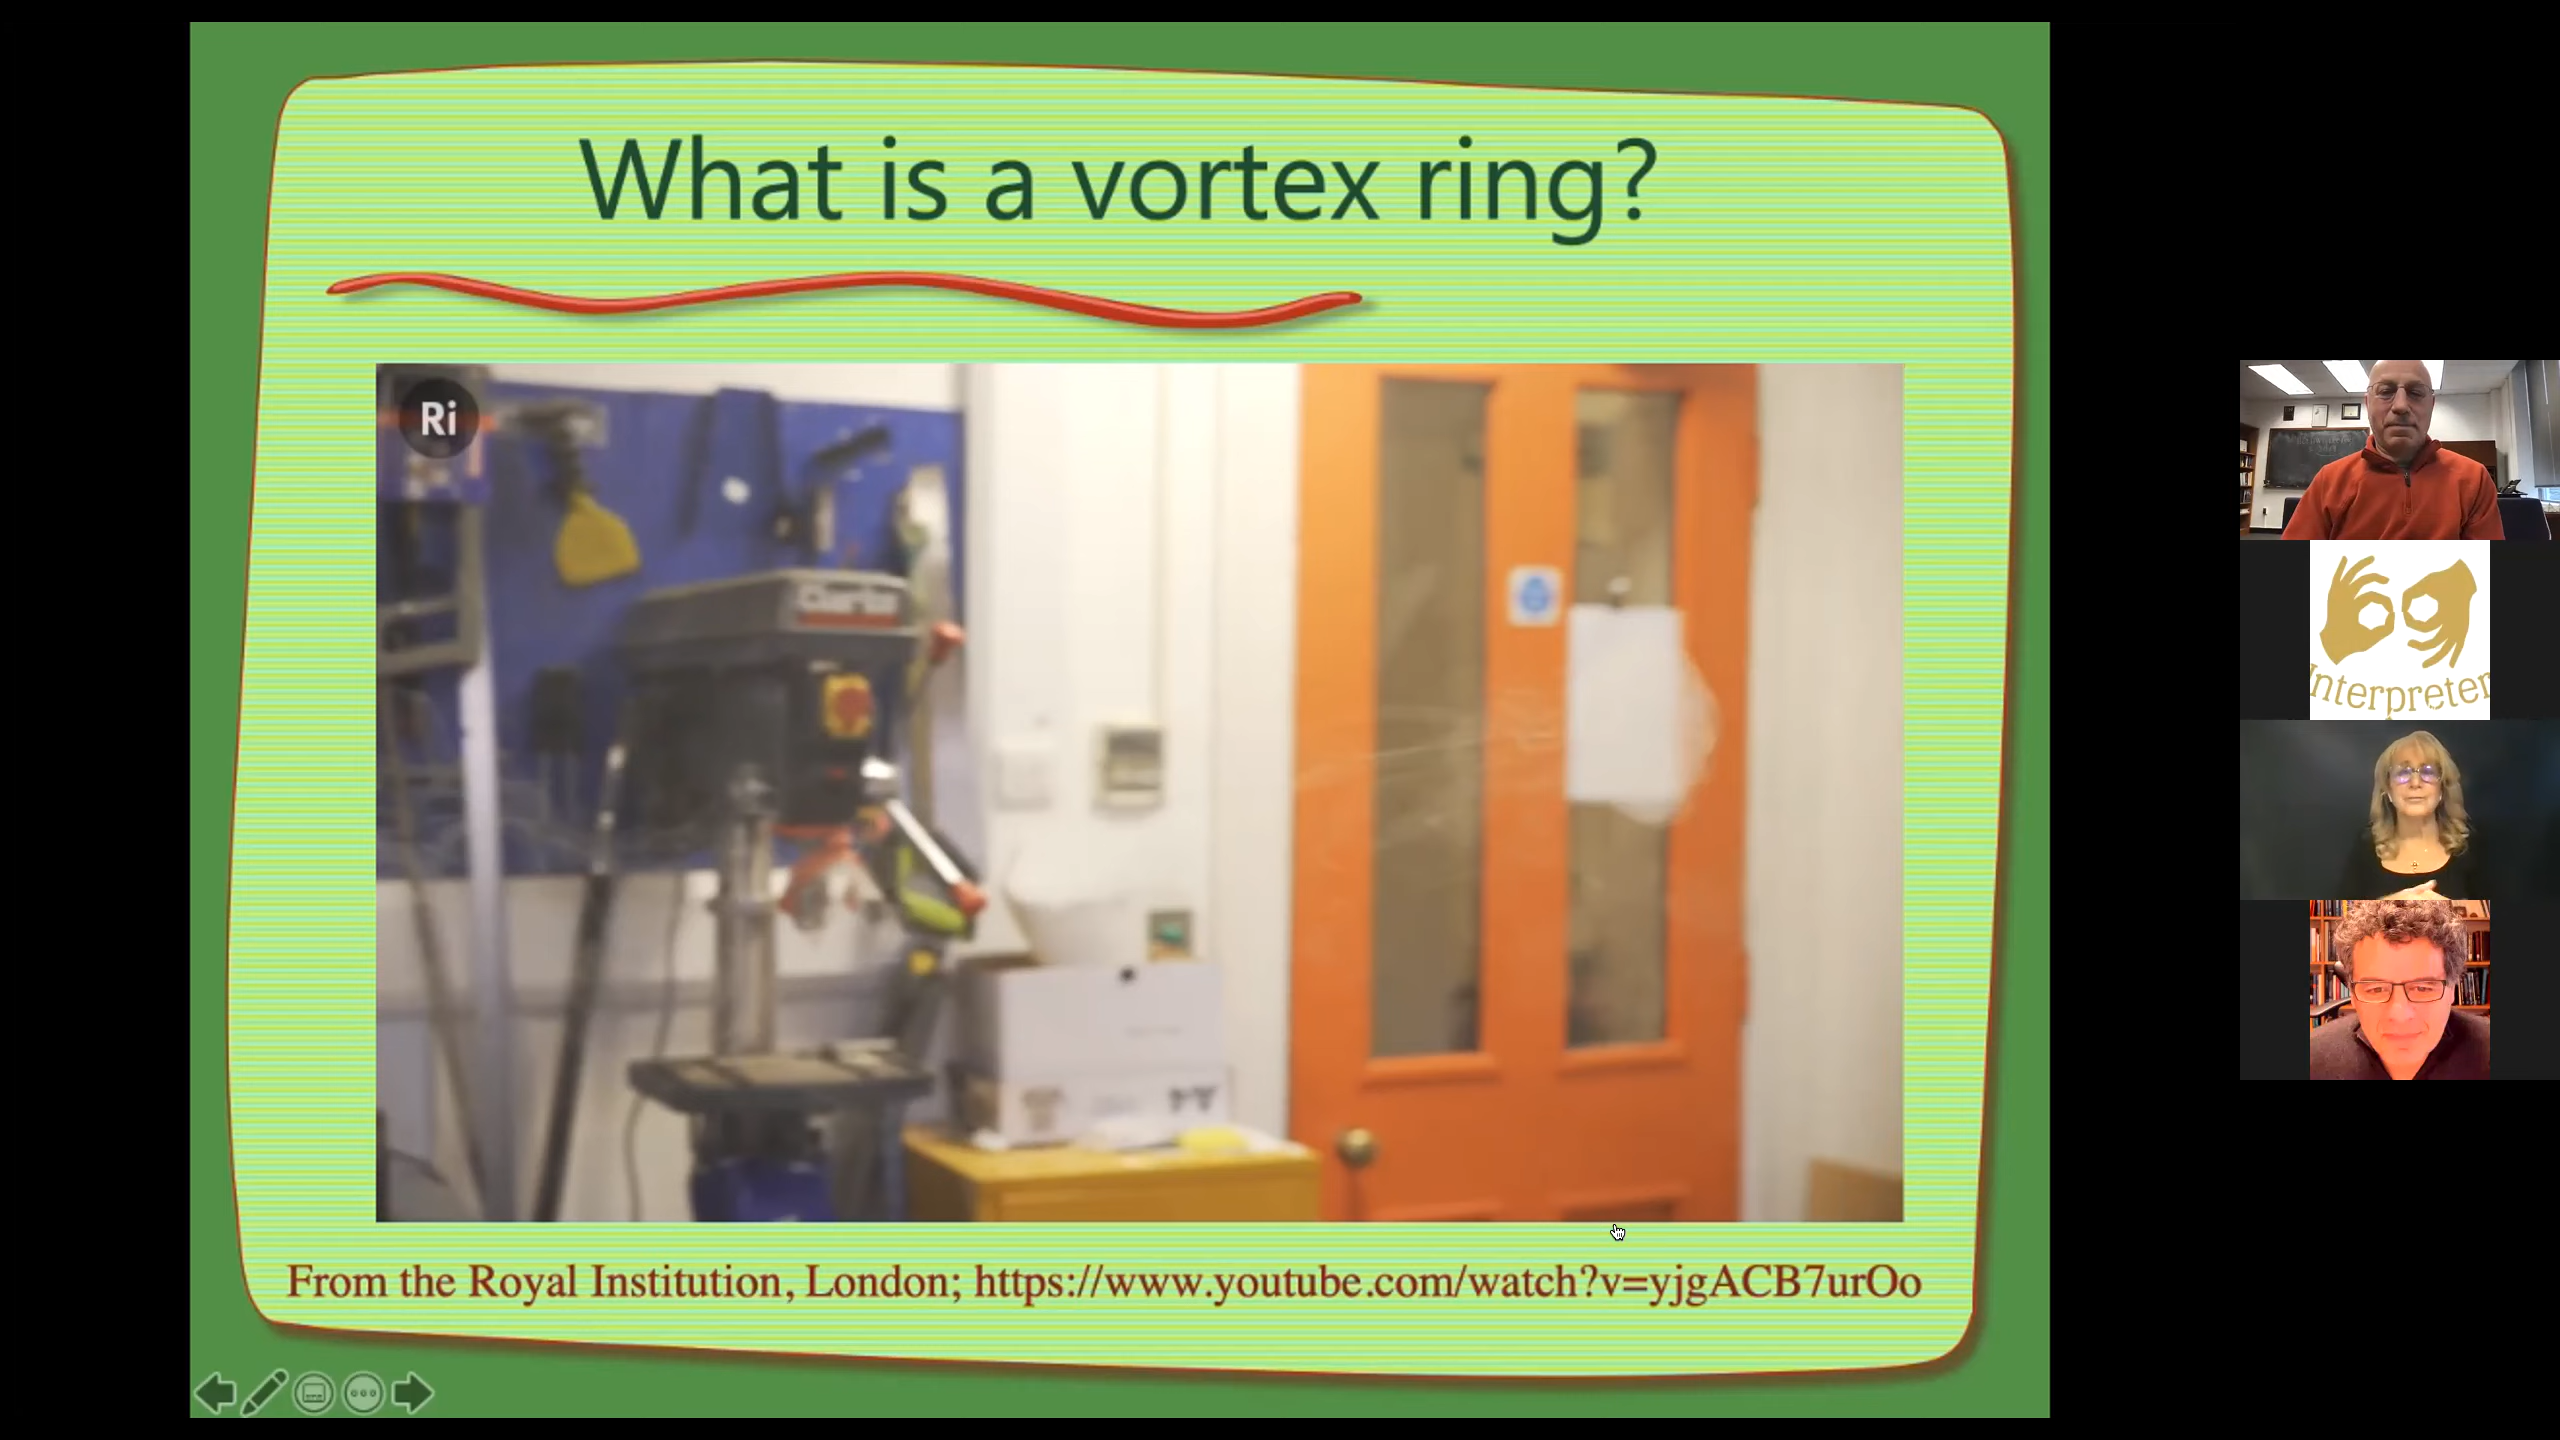 What is a vortex ring?
Ri
Clarke
From the Royal Institution, London; https://www.youtube.com/watch?v=yjgACB7urOo
Interpreter